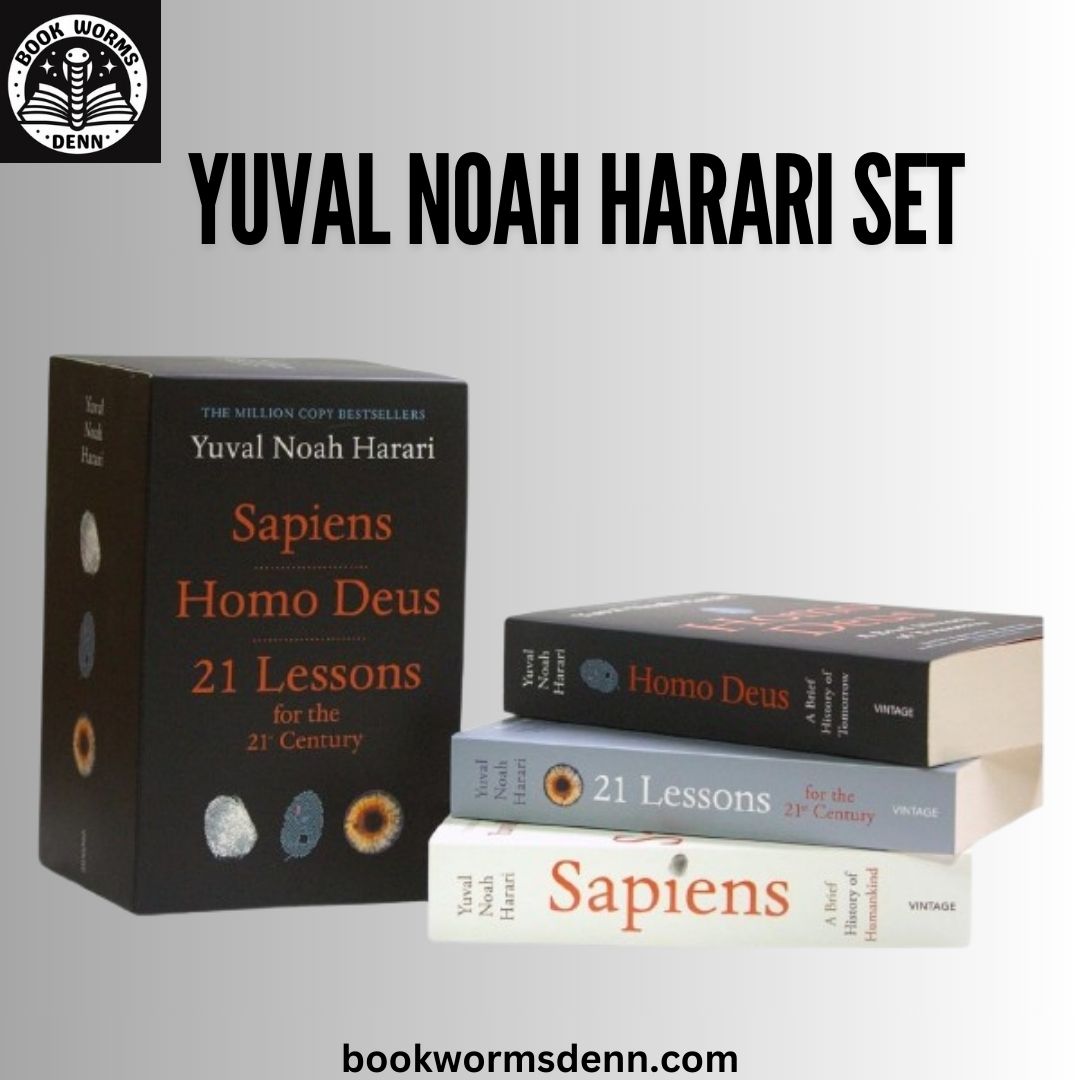 BOOK WORMS
DENN
YUVAL NOAH HARARI SET
Yuval
Noah
Harari
THE MILLION COPY BESTSELLERS
Yuval Noah Harari
Sapiens
Homo Deus
21 Lessons
for the
21st Century
Yuval
Noah
Harari
Homo Deus
A Brief
History of
Tomorrow
VINTAGE
Yuval
Noah
Harari
21 Lessons
for the
21st Century
VINTAGE
Yuval
Noah
Harari
Sapiens
A Brief
History of
Humankind
VINTAGE
bookwormsdenn.com